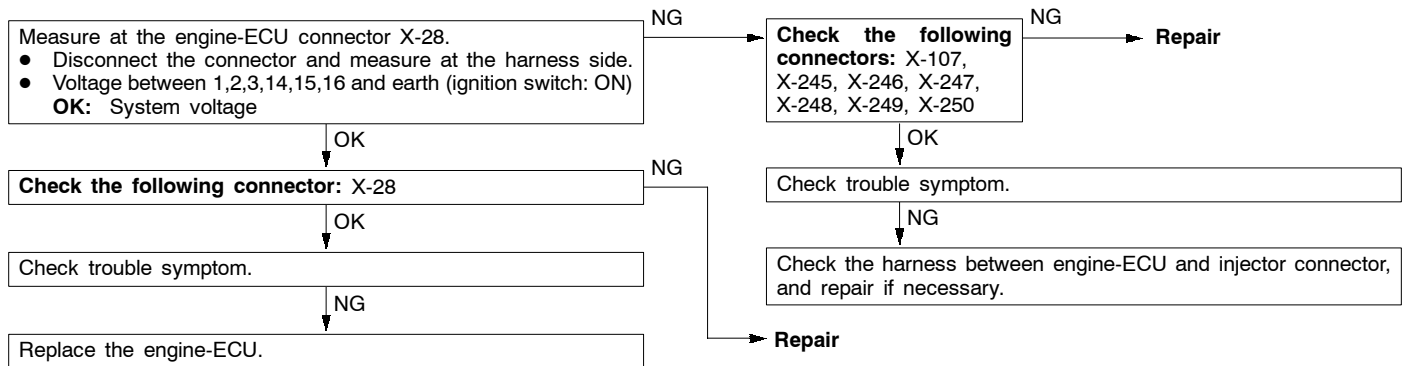 Measure at the engine-ECU connector X-28.
● Disconnect the connector and measure at the harness side.
● Voltage between 1,2,3,14,15,16 and earth (ignition switch: ON)
OK: System voltage
NG
OK
Check the following connector: X-28
NG
OK
Check trouble symptom.
NG
Replace the engine-ECU.
Repair
Check the following
connectors: X-107,
X-245, X-246, X-247,
X-248, X-249, X-250
NG
Repair
OK
Check trouble symptom.
NG
Check the harness between engine-ECU and injector connector,
and repair if necessary.